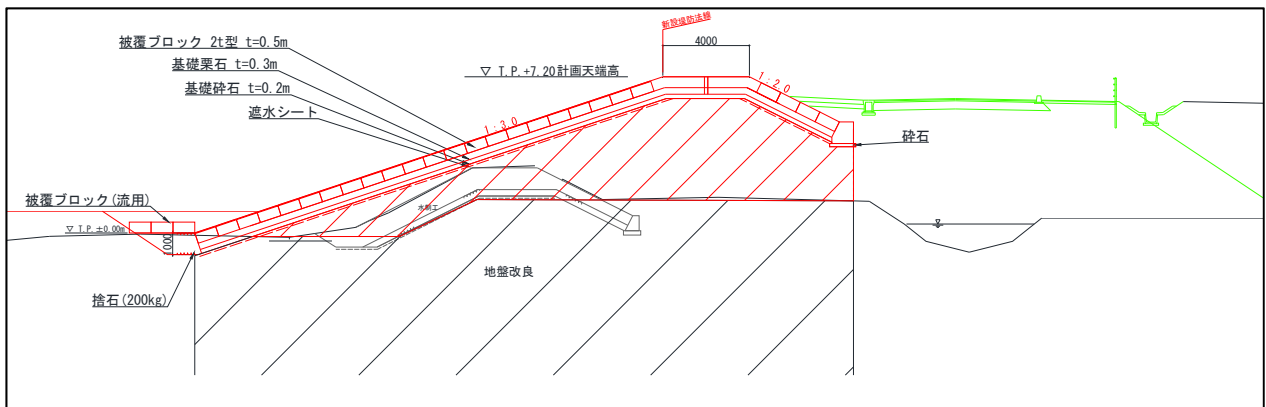 新設堤防法線
4000
被覆ブロック 2t型 t=0.5m
基礎栗石 t=0.3m
基礎砕石 t=0.2m
遮水シート
▽ T.P.+7.20計画天端高
1:2.0
1:3.0
砕石
被覆ブロック(流用)
▽ T.P.±0.00m
水制工
捨石(200kg)
地盤改良